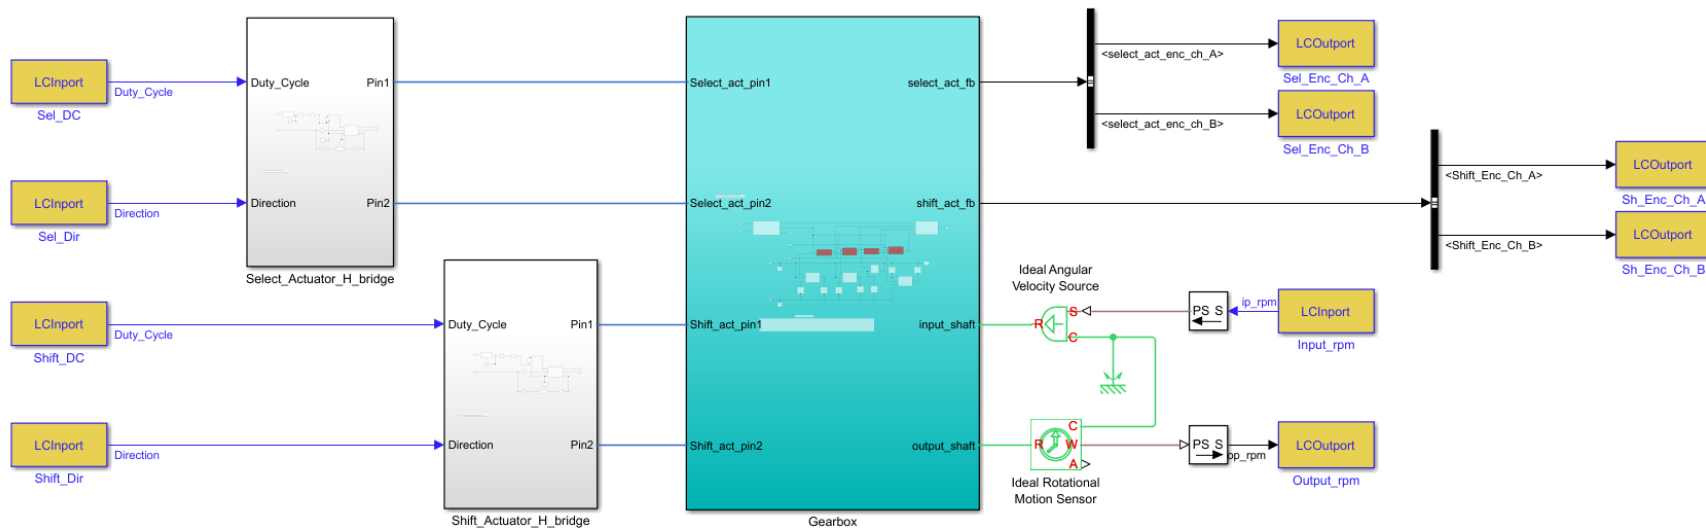 LCInport
Duty_Cycle
Sel_DC
LCInport
Direction
Sel_Dir
LCInport
Duty_Cycle
Shift_DC
LCInport
Direction
Shift_Dir
Duty_Cycle
Pin1
Direction
Pin2
Select_Actuator_H_bridge
Duty_Cycle
Pin1
Direction
Pin2
Shift_Actuator_H_bridge
Select_act_pin1
select_act_fb
Select_act_pin2
shift_act_fb
Shift_act_pin1
input_shaft
Shift_act_pin2
output_shaft
Gearbox
<select_act_enc_ch_A>
LCOutport
Sel_Enc_Ch_A
<select_act_enc_ch_B>
LCOutport
Sel_Enc_Ch_B
<Shift_Enc_Ch_A>
LCOutport
Sh_Enc_Ch_A
<Shift_Enc_Ch_B>
LCOutport
Sh_Enc_Ch_B
Ideal Angular
Velocity Source
R
S
C
PS S
ip_rpm
LCInport
Input_rpm
R
C
W
A
Ideal Rotational
Motion Sensor
PS S
op_rpm
LCOutport
Output_rpm